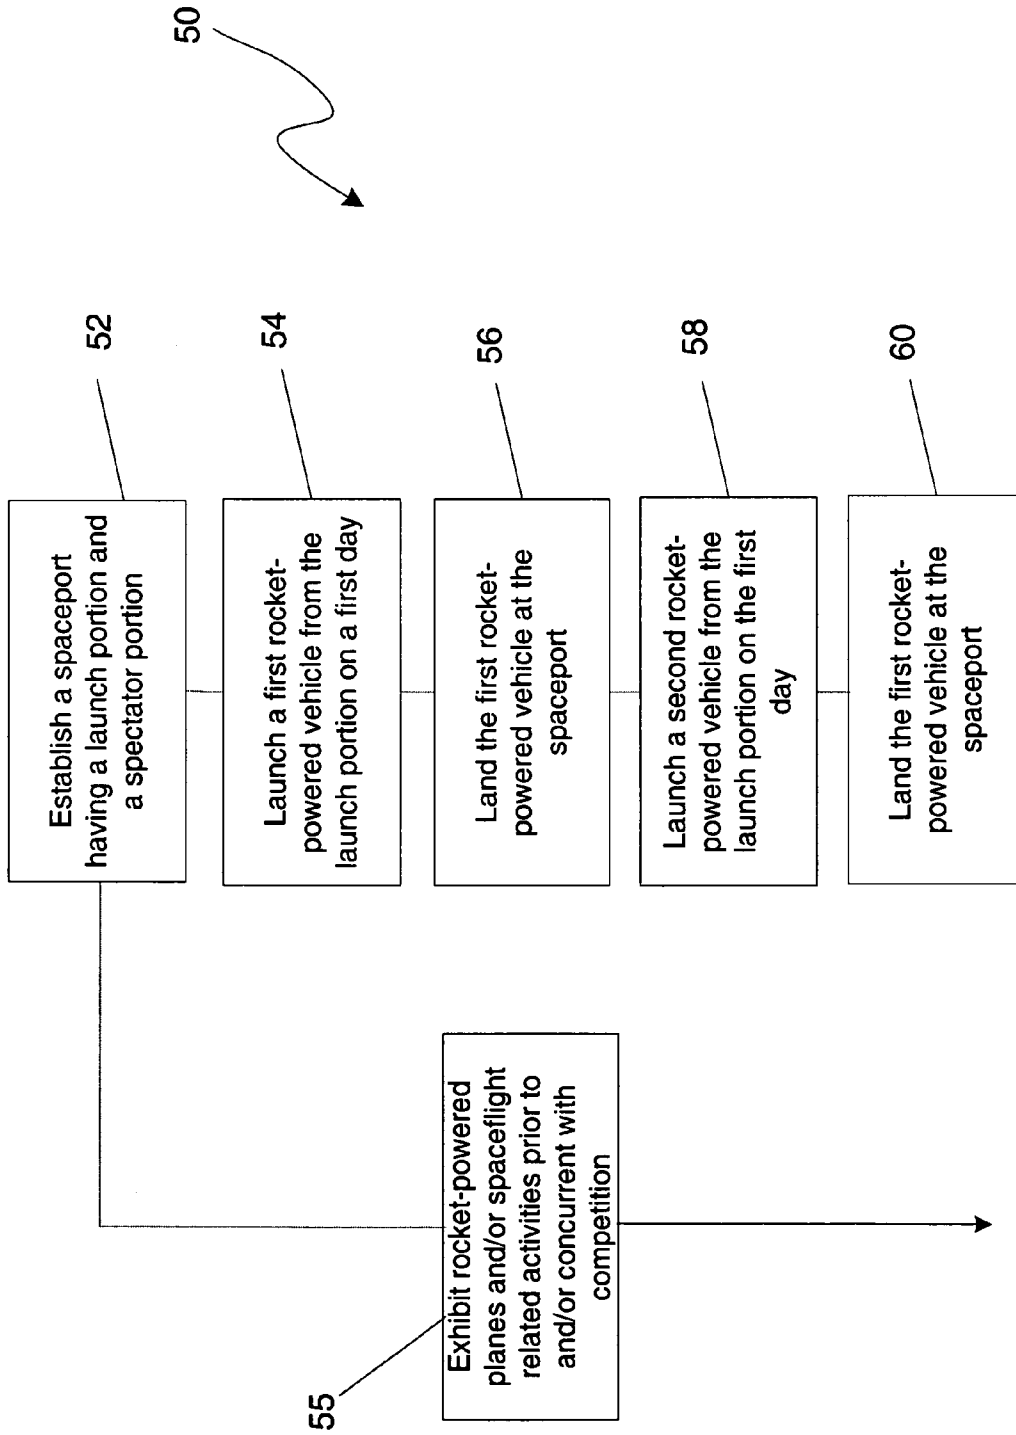 50
52
Establish a spaceport
having a launch portion and
a spectator portion
54
Launch a first rocket-
powered vehicle from the
launch portion on a first day
56
Land the first rocket-
powered vehicle at the
spaceport
58
Launch a second rocket-
powered vehicle from the
launch portion on the first
day
60
Land the first rocket-
powered vehicle at the
spaceport
55
Exhibit rocket-powered
planes and/or spaceflight
related activities prior to
and/or concurrent with
competition